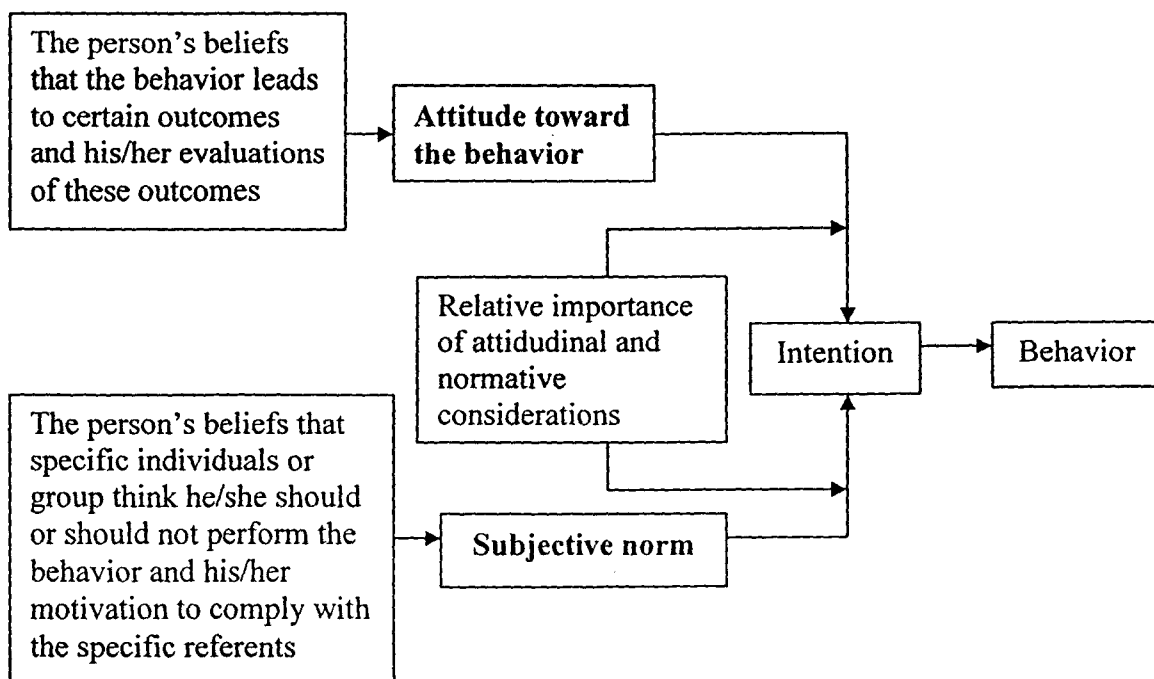 The person's beliefs
that the behavior leads
to certain outcomes
and his/her evaluations
of these outcomes
Attitude toward
the behavior
Relative importance
of attidudinal and
normative
considerations
Intention
Behavior
The person's beliefs that
specific individuals or
group think he/she should
or should not perform the
behavior and his/her
motivation to comply with
the specific referents
Subjective norm